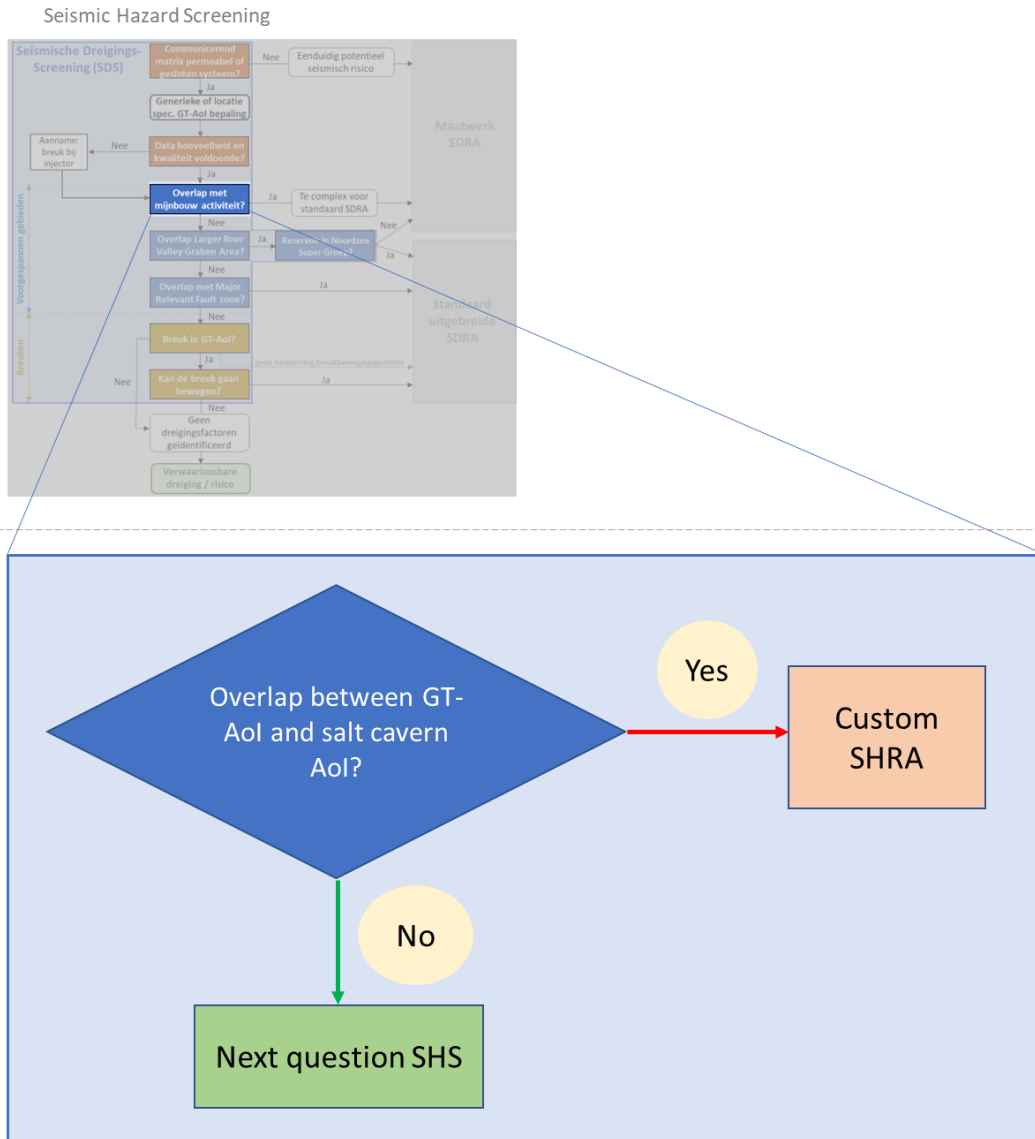 Seismic Hazard Screening
Seismische Dreigings-
Screening (SDS)
Communicerend
matrix permeabel of
gesloten systeem?
Nee
Eenduidig potentieel
seismisch risico
Ja
Generieke of locatie
spec. GT-AoI bepaling
Maatwerk
SDRA
Aanname:
breuk bij
injector
Nee
Data hoeveelheid en
kwaliteit voldoende?
Ja
Overlap met
mijnbouw activiteit?
Ja
Te complex voor
standaard SDRA
Nee
Nee
Voorgespannen gebieden
Overlap Larger Roer
Valley Graben Area?
Ja
Reservoir in Noordzee
Super Groep?
Ja
Nee
Overlap met Major
Relevant Fault zone?
Ja
Standaard
uitgebreide
SDRA
Nee
Breuken
Breuk in GT-AoI?
Ja
geen berekening breukbewegingspotentie
Nee
Kan de breuk gaan
bewegen?
Ja
Nee
Geen
dreigingsfactoren
geïdentificeerd
Verwaarloosbare
dreiging / risico
Overlap between GT-
AoI and salt cavern
AoI?
Yes
Custom
SHRA
No
Next question SHS